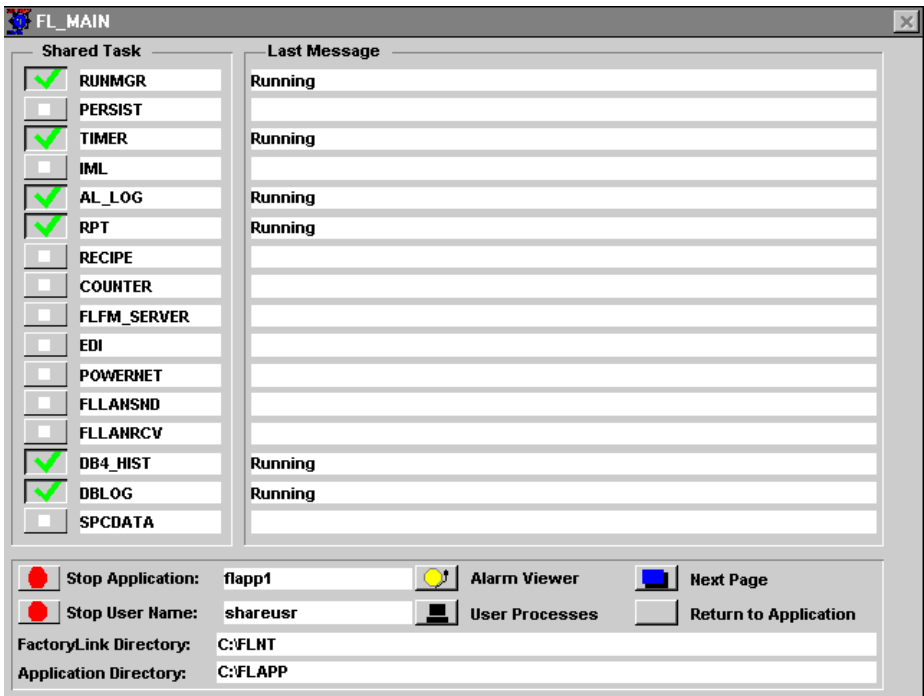 FL_MAIN
Shared Task Last Message
RUNMGR Running
PERSIST
TIMER Running
IML
AL_LOG Running
RPT Running
RECIPE
COUNTER
FLFM_SERVER
EDI
POWERNET
FLLANSND
FLLANRCV
DB4_HIST Running
DBLOG Running
SPCDATA
Stop Application: flapp1 Alarm Viewer Next Page
Stop User Name: shareusr User Processes Return to Application
FactoryLink Directory: C:\FLNT
Application Directory: C:\FLAPP